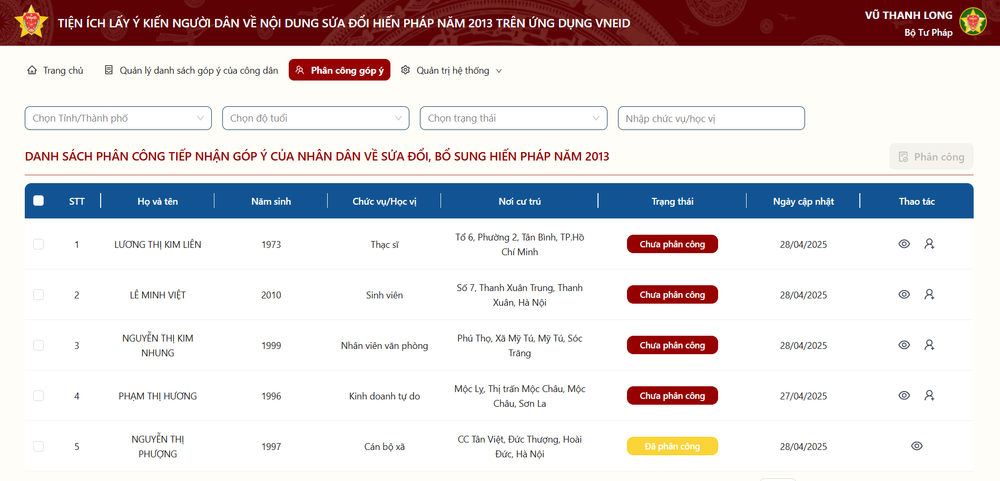 VNeID
TIỆN ÍCH LẤY Ý KIẾN NGƯỜI DÂN VỀ NỘI DUNG SỬA ĐỔI HIẾN PHÁP NĂM 2013 TRÊN ỨNG DỤNG VNEID
VŨ THANH LONG
Bộ Tư Pháp
VNeID
Trang chủ
Quản lý danh sách góp ý của công dân
Phân công góp ý
Quản trị hệ thống
Chọn Tỉnh/Thành phố
Chọn độ tuổi
Chọn trạng thái
Nhập chức vụ/học vị
DANH SÁCH PHÂN CÔNG TIẾP NHẬN GÓP Ý CỦA NHÂN DÂN VỀ SỬA ĐỔI, BỔ SUNG HIẾN PHÁP NĂM 2013
Phân công
STT Họ và tên Năm sinh Chức vụ/Học vị Nơi cư trú Trạng thái Ngày cập nhật Thao tác
1 LƯƠNG THỊ KIM LIÊN 1973 Thạc sĩ Tổ 6, Phường 2, Tân Bình, TP.Hồ
Chí Minh
Chưa phân công 28/04/2025
2 LÊ MINH VIỆT 2010 Sinh viên Số 7, Thanh Xuân Trung, Thanh
Xuân, Hà Nội
Chưa phân công 28/04/2025
3 NGUYỄN THỊ KIM
NHUNG
1999 Nhân viên văn phòng Phú Thọ, Xã Mỹ Tú, Mỹ Tú, Sóc
Trăng
Chưa phân công 28/04/2025
4 PHẠM THỊ HƯƠNG 1996 Kinh doanh tự do Mộc Lỵ, Thị trấn Mộc Châu, Mộc
Châu, Sơn La
Chưa phân công 27/04/2025
5 NGUYỄN THỊ
PHƯỢNG
1997 Cán bộ xã CC Tân Việt, Đức Thượng, Hoài
Đức, Hà Nội
Đã phân công 28/04/2025